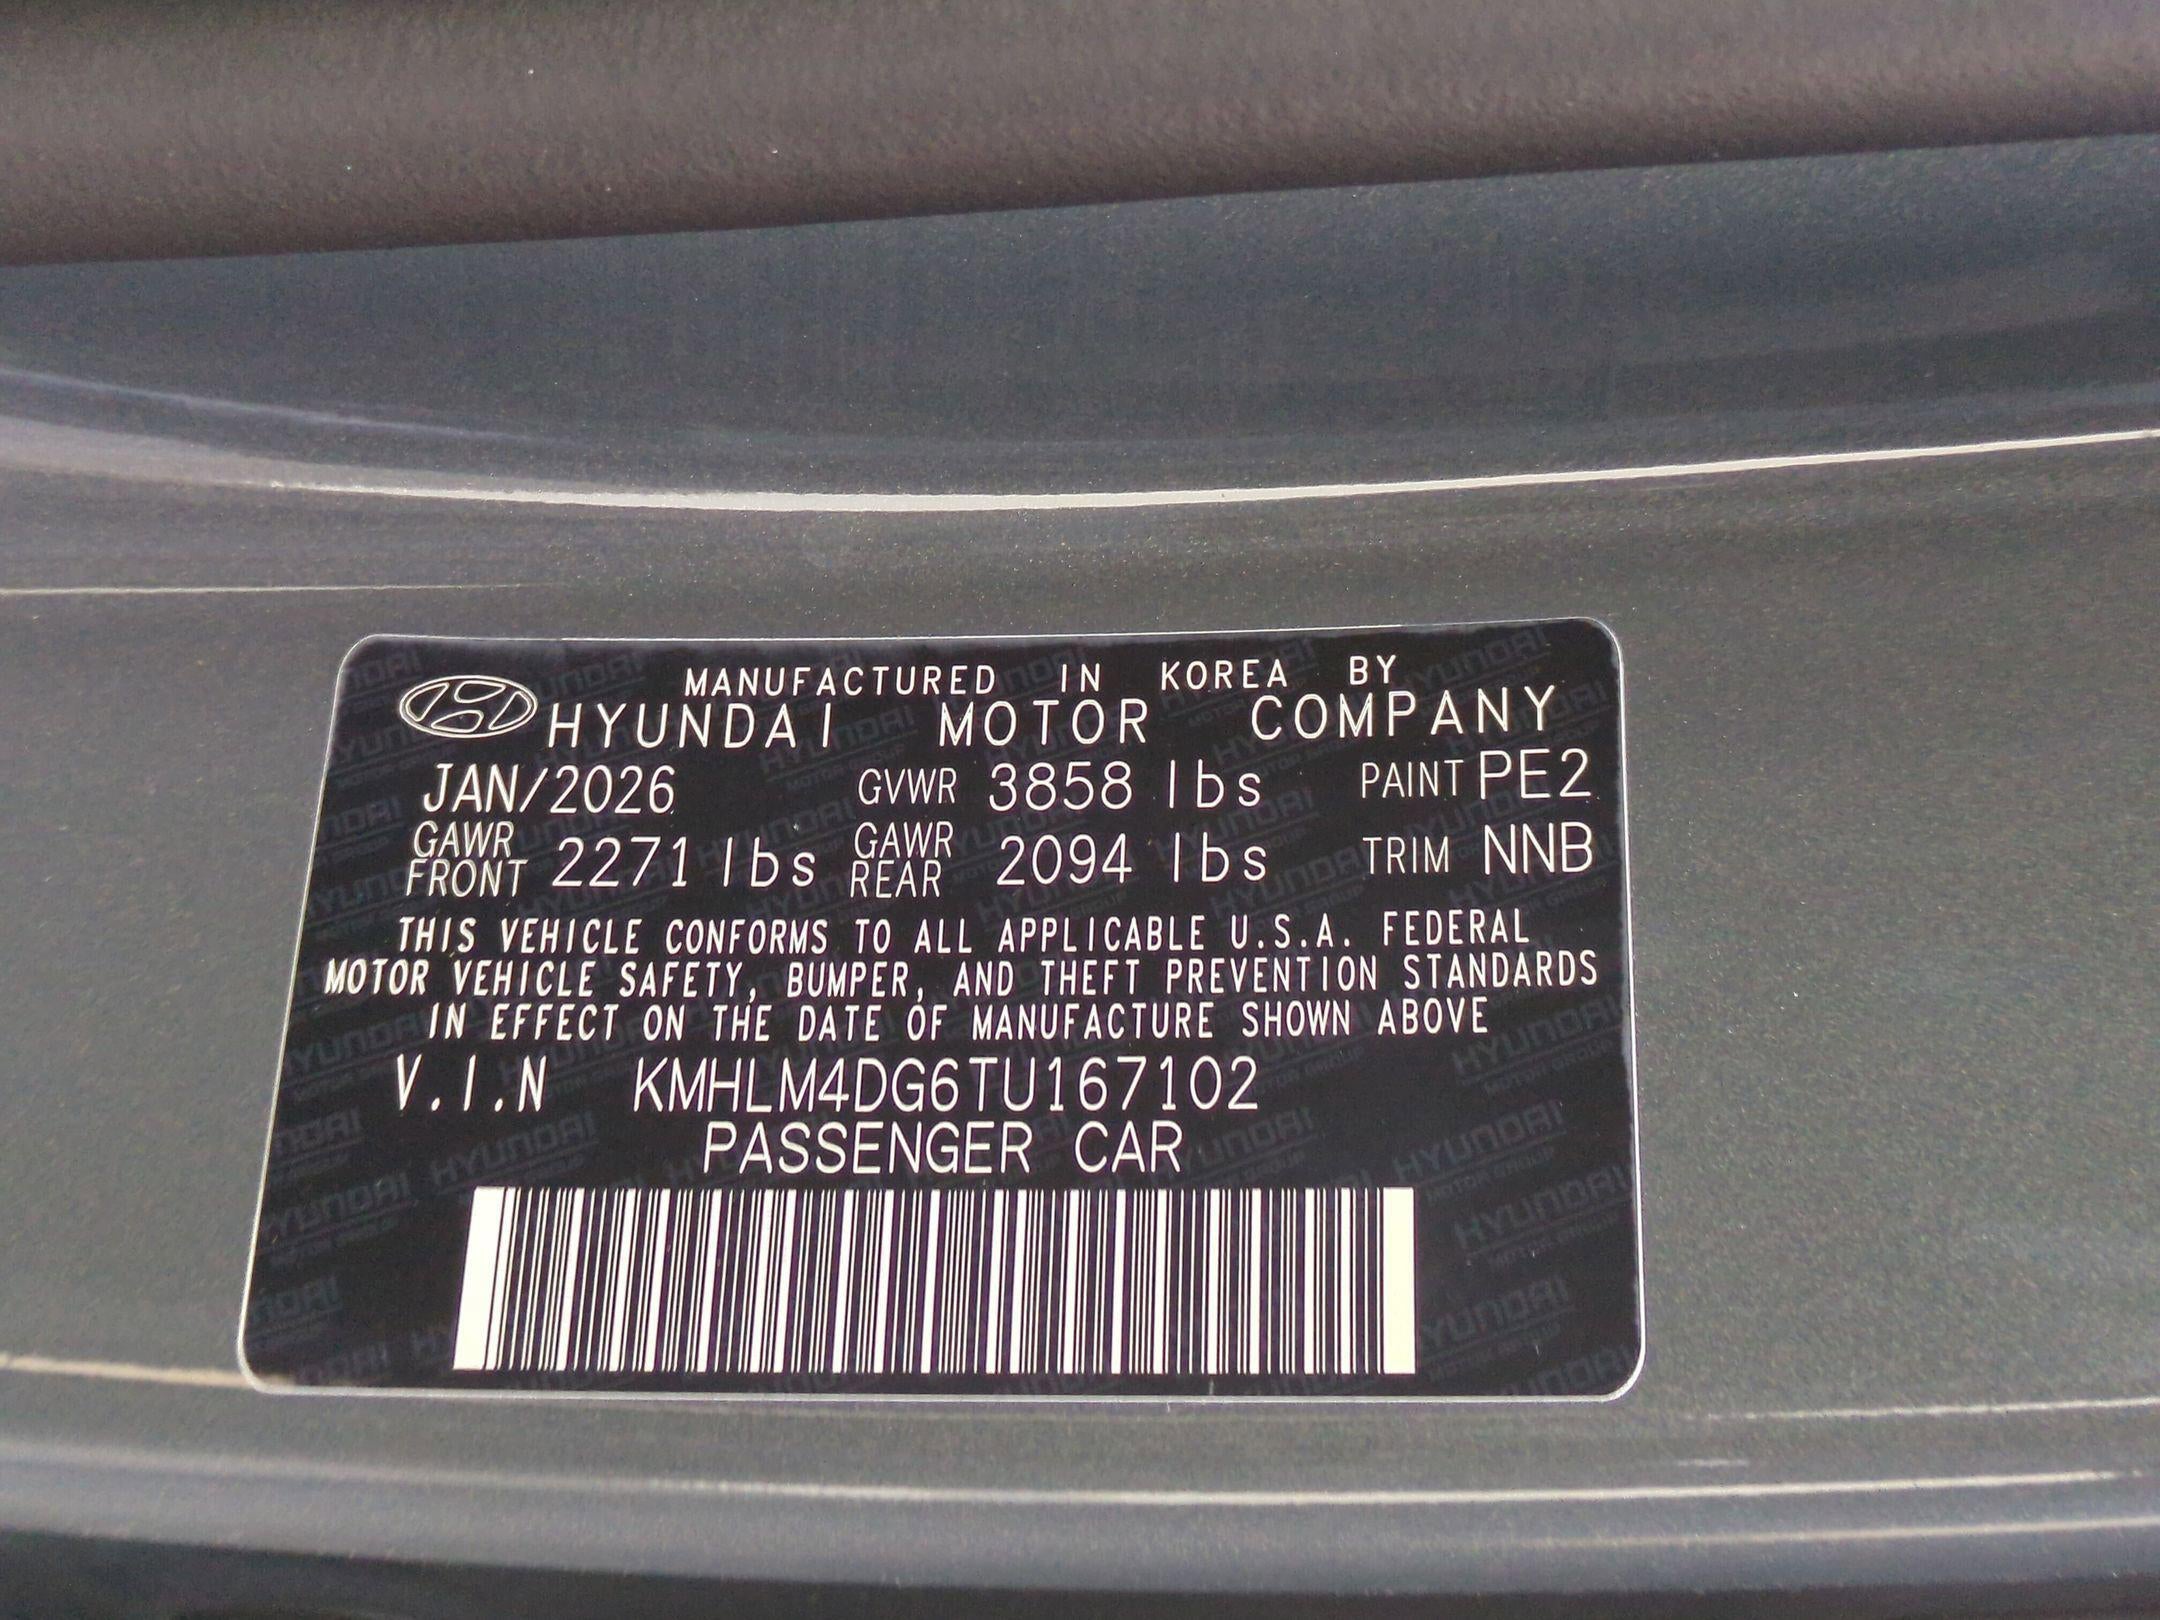 MANUFACTURED IN KOREA BY
HYUNDAI MOTOR COMPANY
JAN/2026 GVWR 3858 lbs PAINT PE2
GAWR FRONT 2271 lbs GAWR REAR 2094 lbs TRIM NNB
THIS VEHICLE CONFORMS TO ALL APPLICABLE U.S.A. FEDERAL
MOTOR VEHICLE SAFETY, BUMPER, AND THEFT PREVENTION STANDARDS
IN EFFECT ON THE DATE OF MANUFACTURE SHOWN ABOVE
V.I.N KMHLM4DG6TU167102
PASSENGER CAR